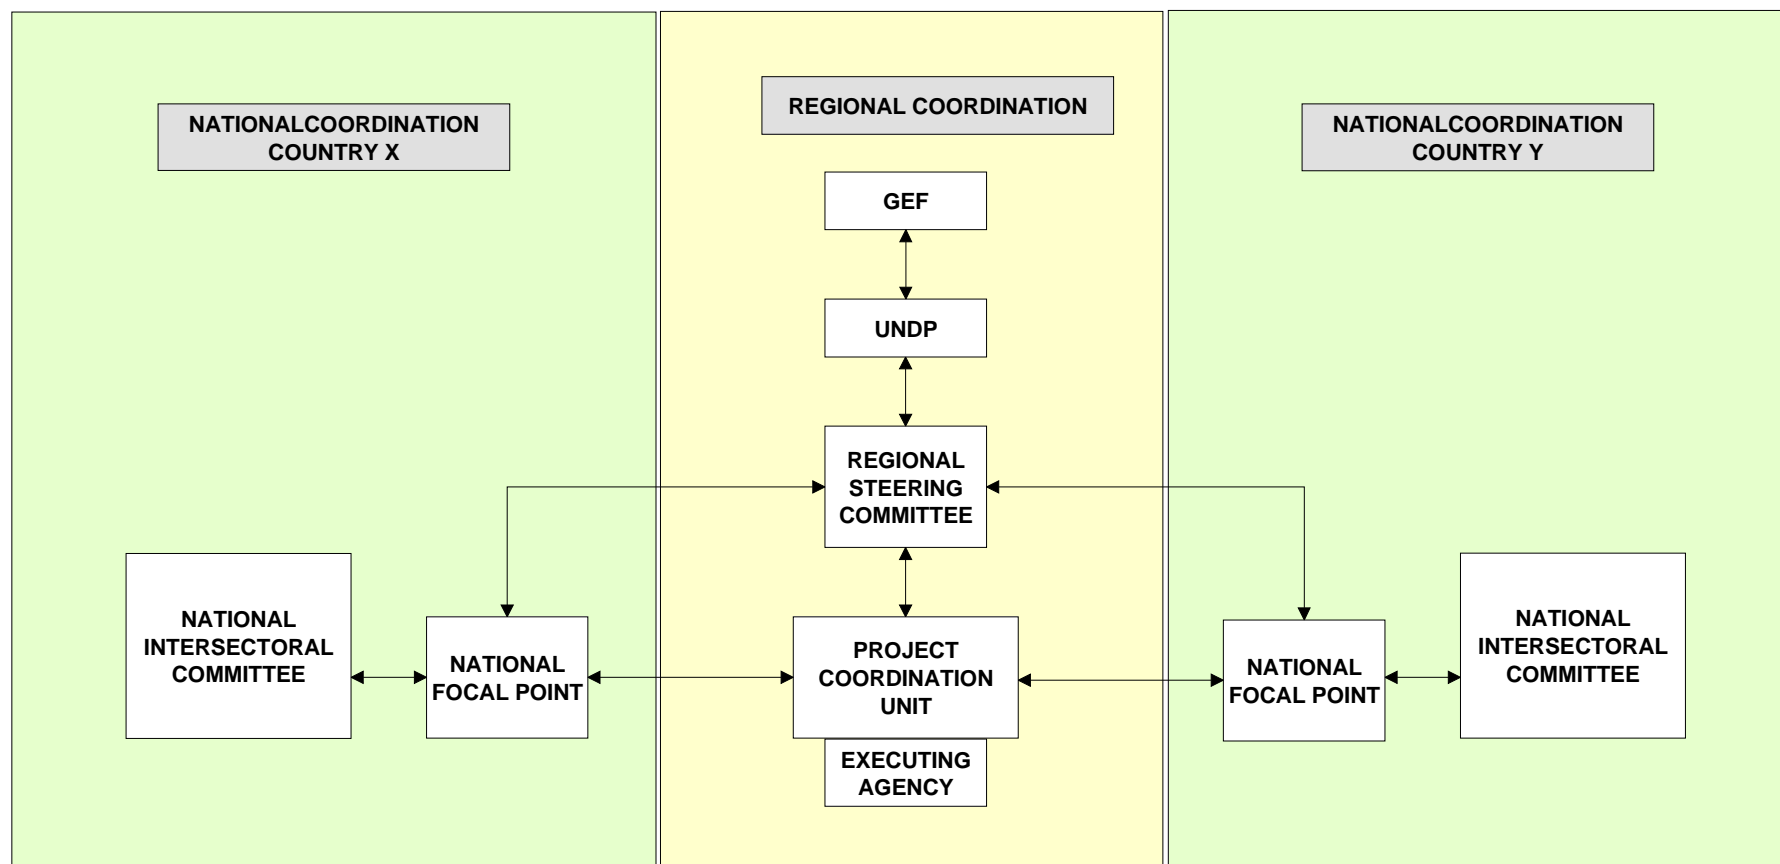 NATIONALCOORDINATION
COUNTRY X
REGIONAL COORDINATION
NATIONALCOORDINATION
COUNTRY Y
GEF
UNDP
REGIONAL
STEERING
COMMITTEE
NATIONAL
INTERSECTORAL
COMMITTEE
NATIONAL
FOCAL POINT
PROJECT
COORDINATION
UNIT
EXECUTING
AGENCY
NATIONAL
FOCAL POINT
NATIONAL
INTERSECTORAL
COMMITTEE